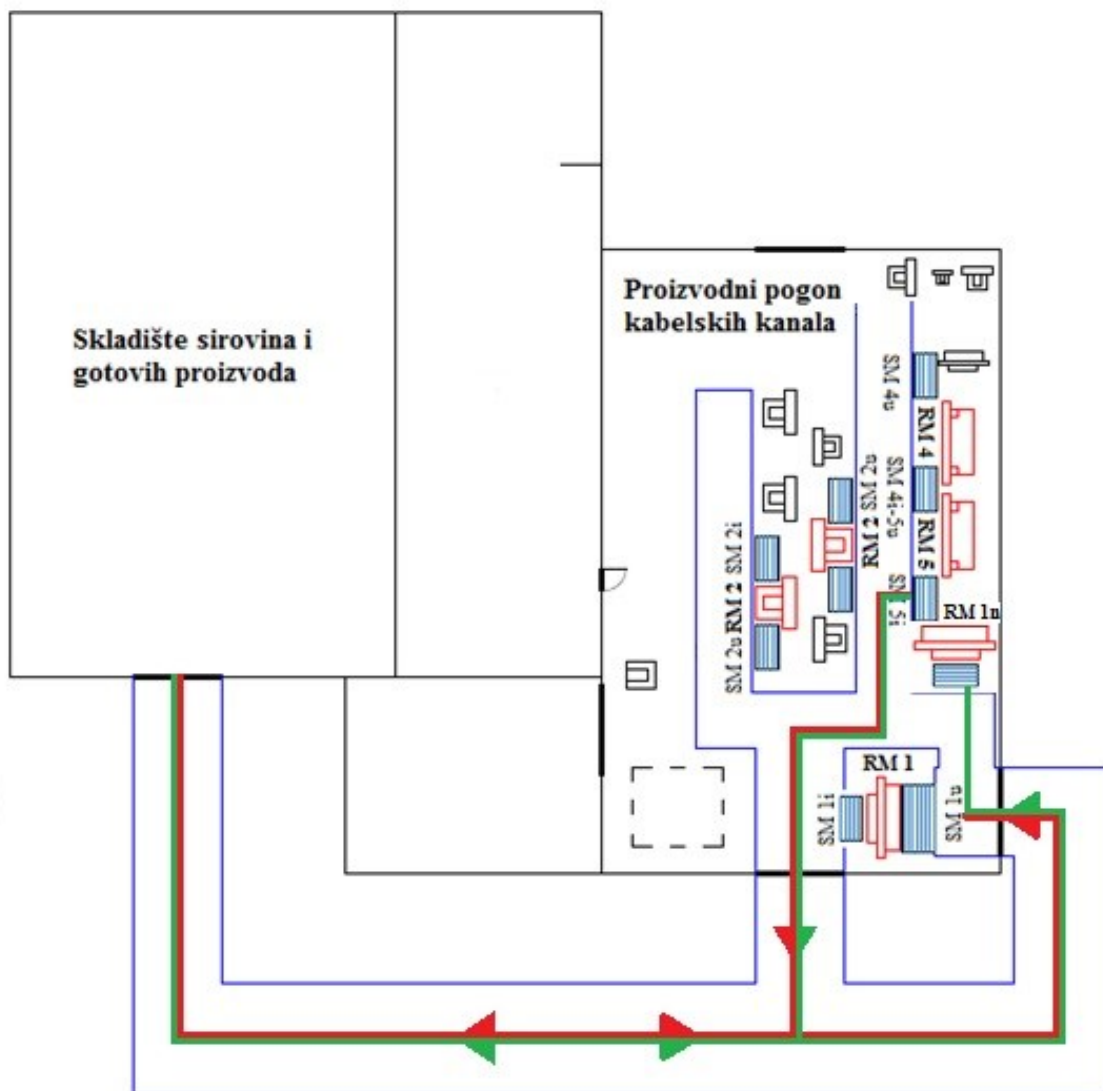 Skladište sirovina i
gotovih proizvoda
Proizvodni pogon
kabelskih kanala
SM 4u
RM 4
SM 4i-5u
RM 5
SM 5i
RM 1n
SM 2u
RM 2
SM 2i
RM 2
SM 2u
RM 1
SM 1i
SM 1u